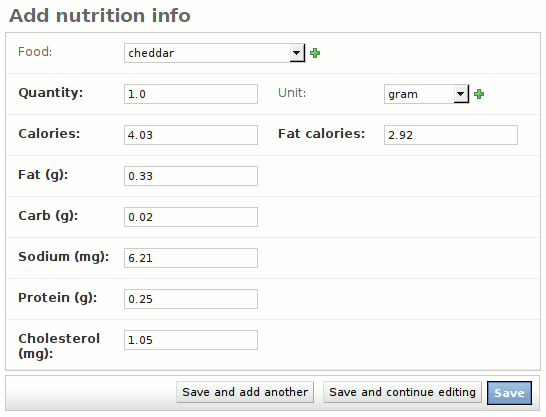 Add nutrition info
Food: cheddar
Quantity: 1.0 Unit: gram
Calories: 4.03 Fat calories: 2.92
Fat (g): 0.33
Carb (g): 0.02
Sodium (mg): 6.21
Protein (g): 0.25
Cholesterol (mg): 1.05
Save and add another Save and continue editing Save